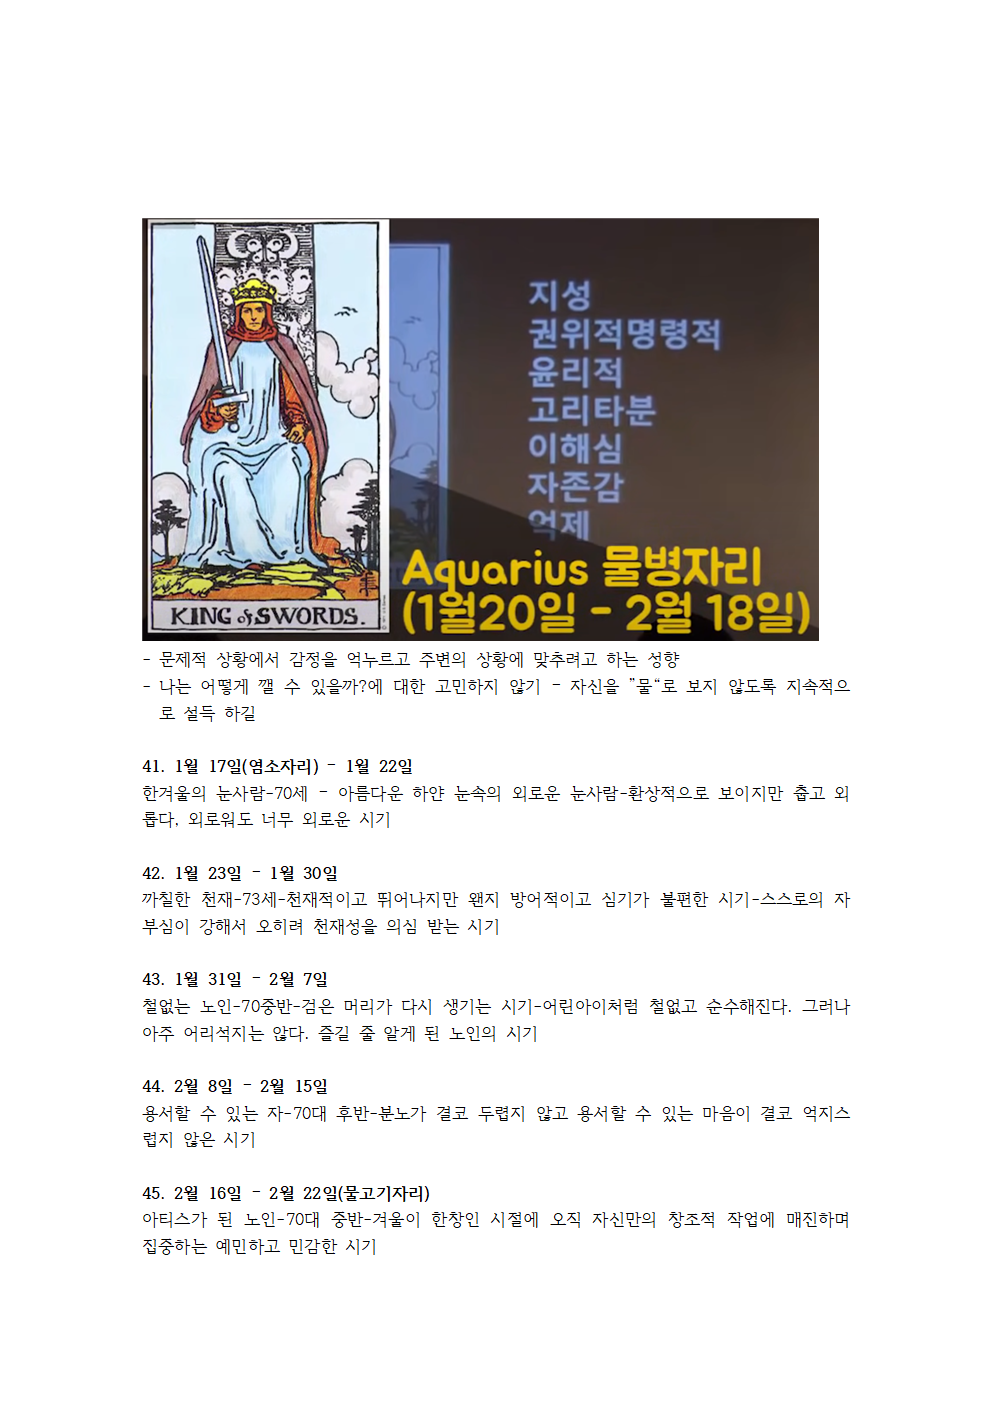 지성
권위적명령적
윤리적
고리타분
이해심
자존감
억제
KING of SWORDS.
Aquarius 물병자리
(1월20일 - 2월 18일)
- 문제적 상황에서 감정을 억누르고 주변의 상황에 맞추려고 하는 성향
- 나는 어떻게 깰 수 있을까?에 대한 고민하지 않기 - 자신을 "물“로 보지 않도록 지속적으
로 설득 하길
41. 1월 17일(염소자리) - 1월 22일
한겨울의 눈사람-70세 - 아름다운 하얀 눈속의 외로운 눈사람-환상적으로 보이지만 춥고 외
롭다, 외로워도 너무 외로운 시기
42. 1월 23일 - 1월 30일
까칠한 천재-73세-천재적이고 뛰어나지만 왠지 방어적이고 심기가 불편한 시기-스스로의 자
부심이 강해서 오히려 천재성을 의심 받는 시기
43. 1월 31일 - 2월 7일
철없는 노인-70중반-검은 머리가 다시 생기는 시기-어린아이처럼 철없고 순수해진다. 그러나
아주 어리석지는 않다. 즐길 줄 알게 된 노인의 시기
44. 2월 8일 - 2월 15일
용서할 수 있는 자-70대 후반-분노가 결코 두렵지 않고 용서할 수 있는 마음이 결코 억지스
럽지 않은 시기
45. 2월 16일 - 2월 22일(물고기자리)
아티스가 된 노인-70대 중반-겨울이 한창인 시절에 오직 자신만의 창조적 작업에 매진하며
집중하는 예민하고 민감한 시기